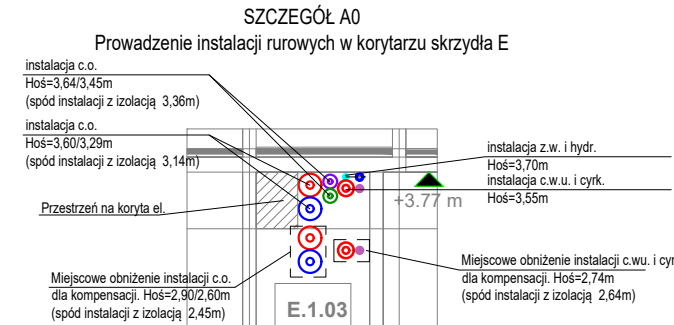 SZCZEGÓŁ A0
Prowadzenie instalacji rurowych w korytarzu skrzydła E
instalacja c.o.
Hoś=3,64/3,45m
(spód instalacji z izolacją 3,36m)
instalacja c.o.
Hoś=3,60/3,29m
(spód instalacji z izolacją 3,14m)
Przestrzeń na koryta el.
Miejscowe obniżenie instalacji c.o.
dla kompensacji. Hoś=2,90/2,60m
(spód instalacji z izolacją 2,45m)
E.1.03
instalacja z.w. i hydr.
Hoś=3,70m
instalacja c.w.u. i cyrk.
Hoś=3,55m
+3.77 m
Miejscowe obniżenie instalacji c.wu. i cyr
dla kompensacji. Hoś=2,74m
(spód instalacji z izolacją 2,64m)